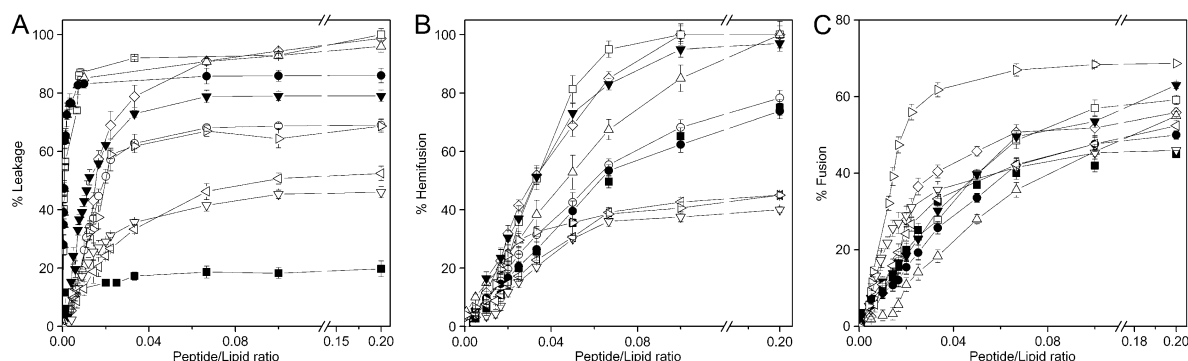 A
% Leakage
100
80
60
40
20
0
0.00 0.04 0.08 0.15 0.20
Peptide/Lipid ratio
B
% Hemifusion
100
80
60
40
20
0
0.00 0.04 0.08 0.20
Peptide/Lipid ratio
C
% Fusion
80
60
40
20
0
0.00 0.04 0.08 0.18 0.20
Peptide/Lipid ratio